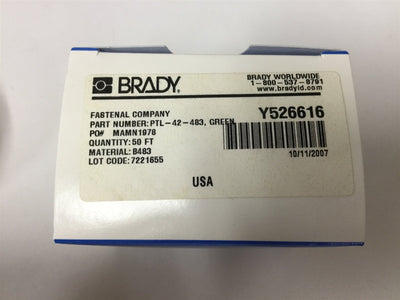 BRADY
BRADY WORLDWIDE
1-800-537-8791
www.bradyid.com
FASTENAL COMPANY
Y526616
PART NUMBER:PTL-42-483, GREEN
PO# MAMN1978
QUANTITY:50 FT
MATERIAL:B483
10/11/2007
LOT CODE:7221655
USA